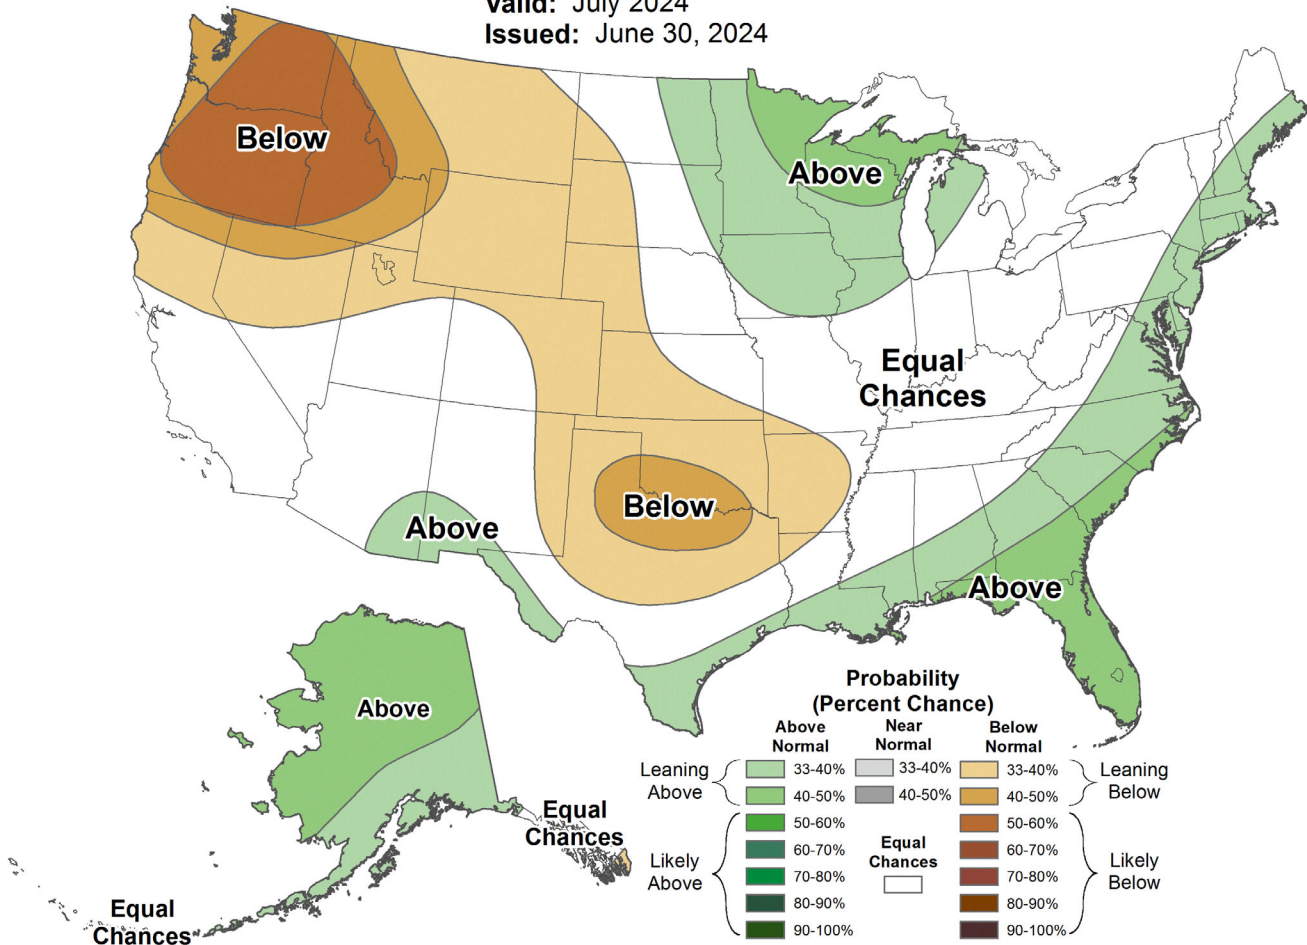 Valid: July 2024
Issued: June 30, 2024
Below
Above
Equal
Chances
Below
Above
Above
Above
Equal
Chances
Equal
Chances
Probability
(Percent Chance)
Above
Normal
Near
Normal
Below
Normal
Leaning
Above
33-40%
33-40%
33-40%
Leaning
Below
40-50%
40-50%
40-50%
50-60%
50-60%
60-70%
Equal
Chances
60-70%
Likely
Above
70-80%
70-80%
Likely
Below
80-90%
80-90%
90-100%
90-100%